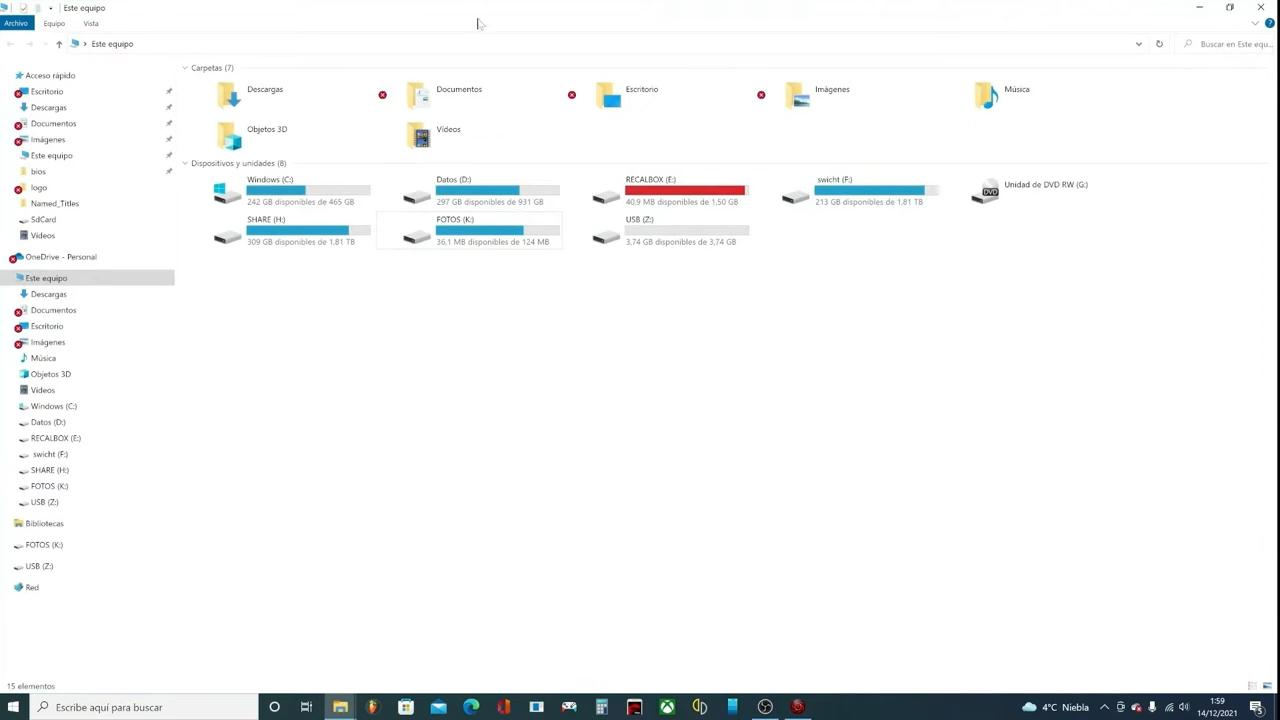 Este equipo
Archivo
Equipo
Vista
Este equipo
Buscar en Este equ...
Acceso rápido
Escritorio
Descargas
Documentos
Imágenes
Este equipo
bios
logo
Named_Titles
SdCard
Vídeos
OneDrive - Personal
Este equipo
Descargas
Documentos
Escritorio
Imágenes
Música
Objetos 3D
Vídeos
Windows (C:)
Datos (D:)
RECALBOX (E:)
swicht (F:)
SHARE (H:)
FOTOS (K:)
USB (Z:)
Bibliotecas
FOTOS (K:)
USB (Z:)
Red
Carpetas (7)
Descargas
Documentos
Escritorio
Imágenes
Música
Objetos 3D
Vídeos
Dispositivos y unidades (8)
Windows (C:)
242 GB disponibles de 465 GB
Datos (D:)
297 GB disponibles de 931 GB
RECALBOX (E:)
40,9 MB disponibles de 1,50 GB
swicht (F:)
213 GB disponibles de 1,81 TB
DVD
Unidad de DVD RW (G:)
SHARE (H:)
309 GB disponibles de 1,81 TB
FOTOS (K:)
36,1 MB disponibles de 124 MB
USB (Z:)
3,74 GB disponibles de 3,74 GB
15 elementos
Escribe aquí para buscar
4°C Niebla
1:59
14/12/2021